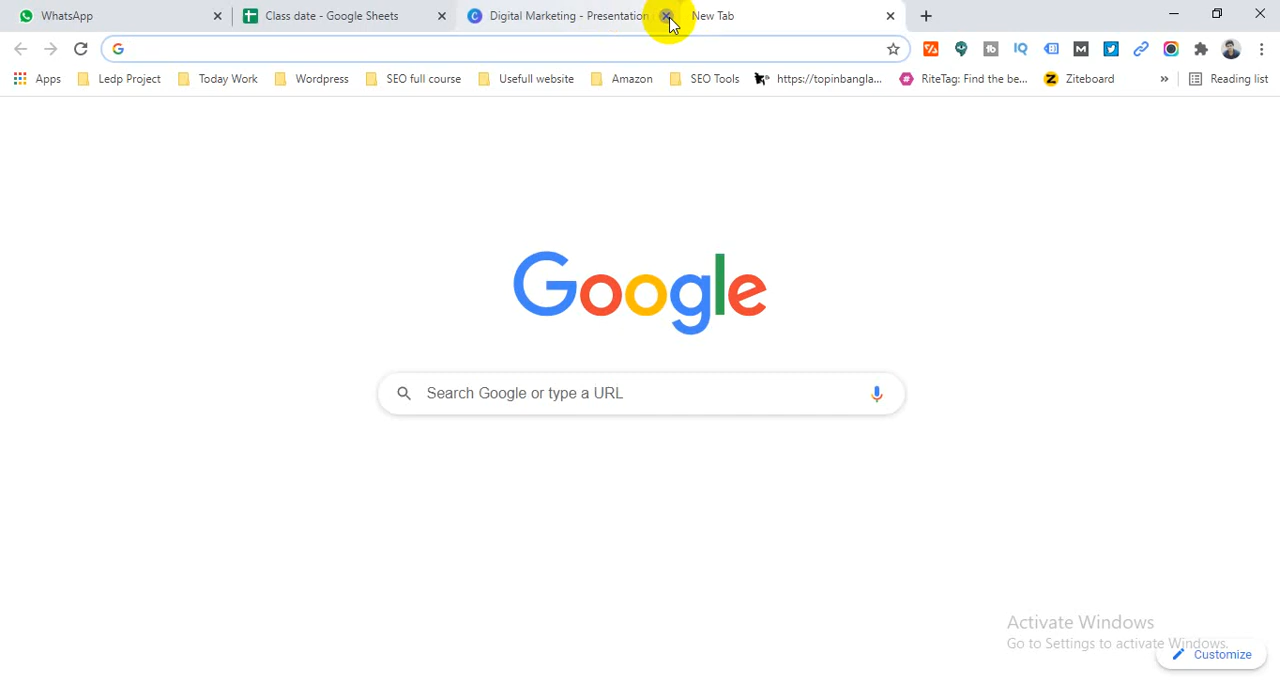 WhatsApp
Class date - Google Sheets
Digital Marketing - Presentation
New Tab
Apps
Ledp Project
Today Work
Wordpress
SEO full course
Usefull website
Amazon
SEO Tools
https://topinbangla...
RiteTag: Find the be...
Ziteboard
»
Reading list
Google
Search Google or type a URL
Activate Windows
Go to Settings to activate Windows.
Customize